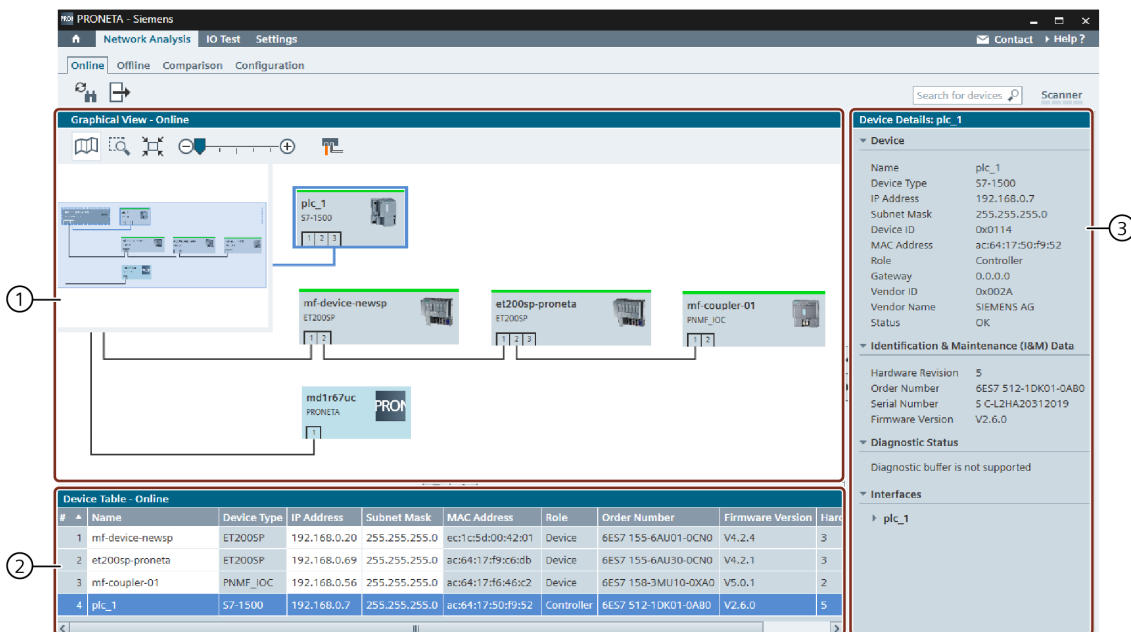 PRONETA - Siemens
Network Analysis IO Test Settings
Contact Help ?
Online Offline Comparison Configuration
Search for devices
Scanner
Graphical View - Online
plc_1
S7-1500
1 2 3
mf-device-newsp
ET200SP
1 2
et200sp-proneta
ET200SP
1 2 3
mf-coupler-01
PNMF_IOC
1 2
md1r67uc
PRONETA
PRON
1
1
Device Table - Online
# Name Device Type IP Address Subnet Mask MAC Address Role Order Number Firmware Version Hard
1 mf-device-newsp ET200SP 192.168.0.20 255.255.255.0 ec:1c:5d:00:42:01 Device 6ES7 155-6AU01-0CN0 V4.2.4 3
2 et200sp-proneta ET200SP 192.168.0.69 255.255.255.0 ac:64:17:f9:c6:db Device 6ES7 155-6AU30-0CN0 V4.2.1 3
3 mf-coupler-01 PNMF_IOC 192.168.0.56 255.255.255.0 ac:64:17:f6:46:c2 Device 6ES7 158-3MU10-0XA0 V5.0.1 2
4 plc_1 S7-1500 192.168.0.7 255.255.255.0 ac:64:17:50:f9:52 Controller 6ES7 512-1DK01-0AB0 V2.6.0 5
2
Device Details: plc_1
Device
Name plc_1
Device Type S7-1500
IP Address 192.168.0.7
Subnet Mask 255.255.255.0
Device ID 0x0114
MAC Address ac:64:17:50:f9:52
Role Controller
Gateway 0.0.0.0
Vendor ID 0x002A
Vendor Name SIEMENS AG
Status OK
Identification & Maintenance (I&M) Data
Hardware Revision 5
Order Number 6ES7 512-1DK01-0AB0
Serial Number S C-L2HA20312019
Firmware Version V2.6.0
Diagnostic Status
Diagnostic buffer is not supported
Interfaces
plc_1
3